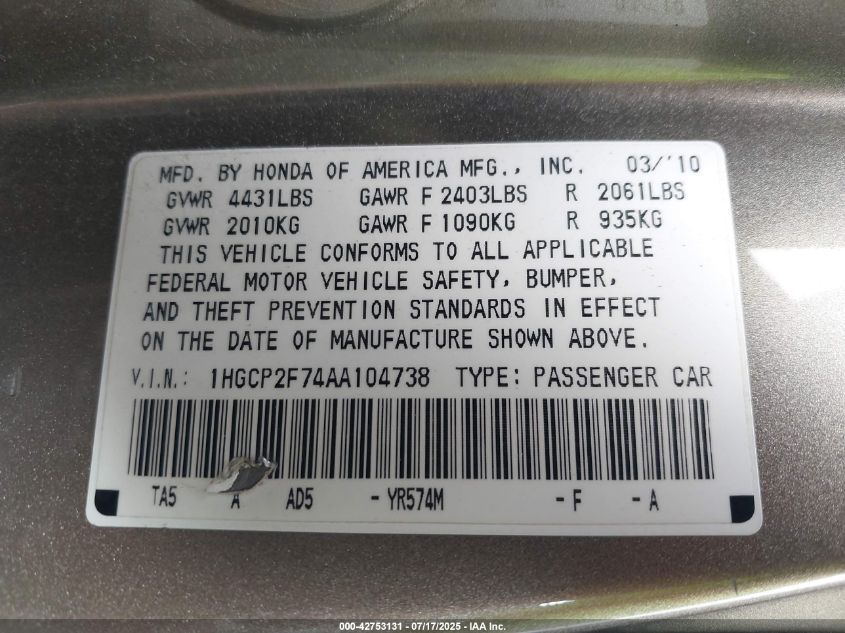 MFD. BY HONDA OF AMERICA MFG., INC. 03/'10
GVWR 4431LBS GAWR F 2403LBS R 2061LBS
GVWR 2010KG GAWR F 1090KG R 935KG
THIS VEHICLE CONFORMS TO ALL APPLICABLE
FEDERAL MOTOR VEHICLE SAFETY, BUMPER,
AND THEFT PREVENTION STANDARDS IN EFFECT
ON THE DATE OF MANUFACTURE SHOWN ABOVE.
V.I.N.: 1HGCP2F74AA104738 TYPE: PASSENGER CAR
TA5 A AD5 - YR574M - F - A
000-42753131 - 07/17/2025 - IAA Inc.